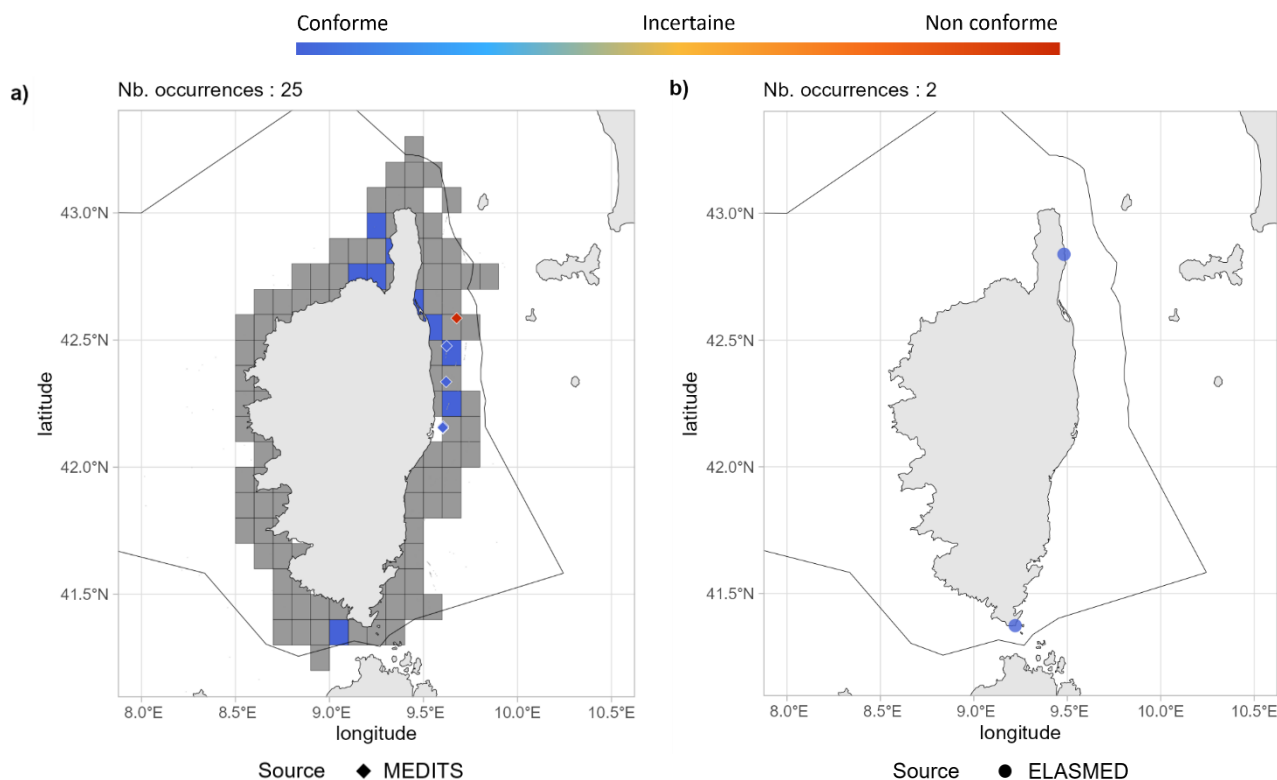 Conforme Incertaine Non conforme
a) Nb. occurrences : 25
43.0°N
42.5°N
42.0°N
41.5°N
latitude
8.0°E 8.5°E 9.0°E 9.5°E 10.0°E 10.5°E
longitude
Source MEDITS
b) Nb. occurrences : 2
43.0°N
42.5°N
42.0°N
41.5°N
latitude
8.0°E 8.5°E 9.0°E 9.5°E 10.0°E 10.5°E
longitude
Source ELASMED